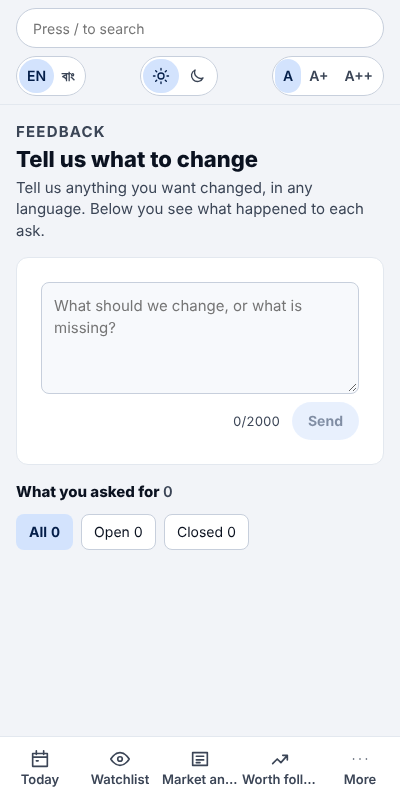 Press / to search
EN
বাং
A
A+
A++
FEEDBACK
Tell us what to change
Tell us anything you want changed, in any
language. Below you see what happened to each
ask.
What should we change, or what is
missing?
0/2000
Send
What you asked for 0
All 0
Open 0
Closed 0
Today
Watchlist
Market an...
Worth foll...
More